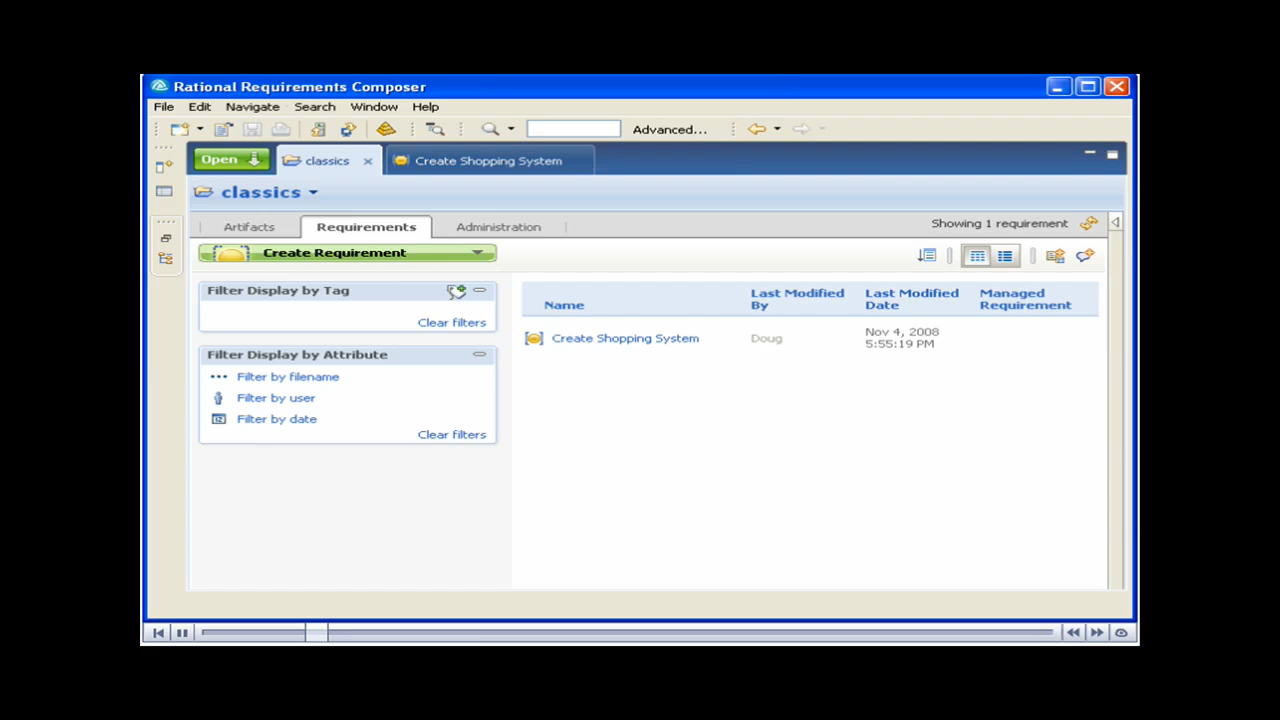 Rational Requirements Composer
File Edit Navigate Search Window Help
Advanced...
Open classics Create Shopping System
classics
Artifacts Requirements Administration Showing 1 requirement
Create Requirement
Filter Display by Tag
Clear filters
Filter Display by Attribute
Filter by filename
Filter by user
12 Filter by date
Clear filters
Name Last Modified By Last Modified Date Managed Requirement
Create Shopping System Doug Nov 4, 2008 5:55:19 PM